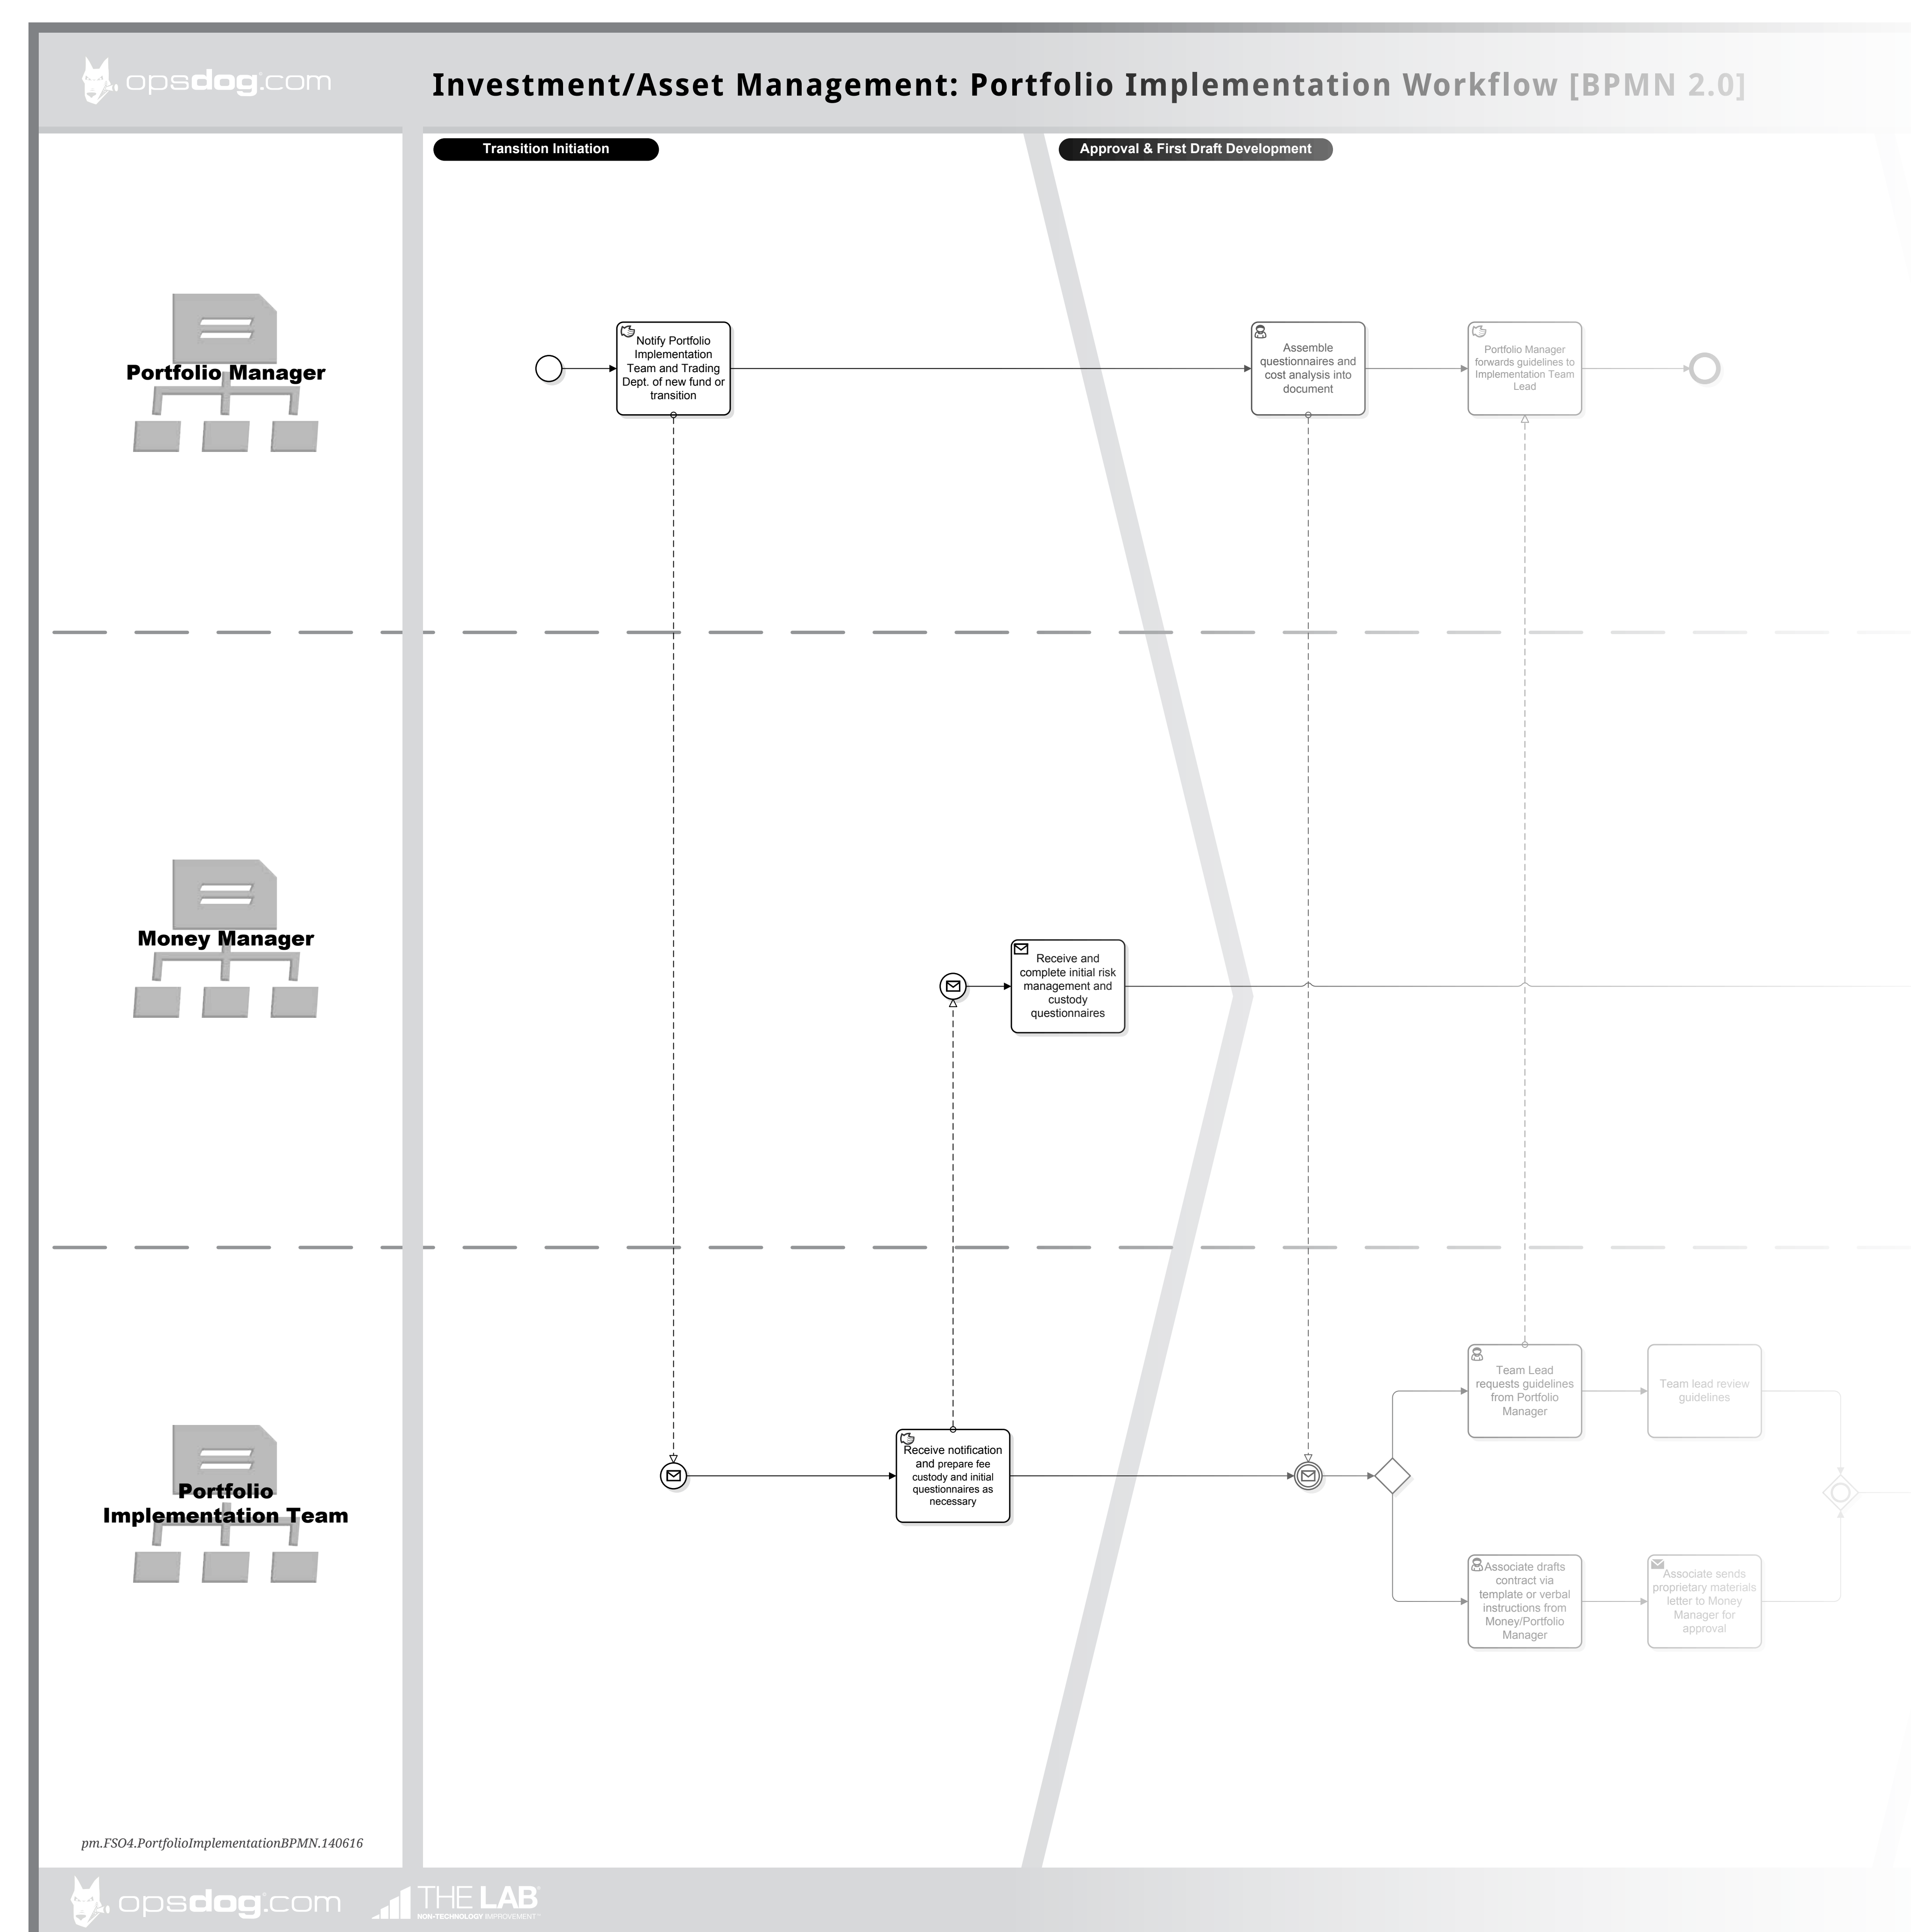 opsdog.com
Investment/Asset Management: Portfolio Implementation Workflow [BPMN 2.0]
Transition Initiation
Approval & First Draft Development
Portfolio Manager
Notify Portfolio
Implementation
Team and Trading
Dept. of new fund or
transition
Assemble
questionnaires and
cost analysis into
document
Portfolio Manager
forwards guidelines to
Implementation Team
Lead
Money Manager
Receive and
complete initial risk
management and
custody
questionnaires
Portfolio
Implementation Team
Receive notification
and prepare fee
custody and initial
questionnaires as
necessary
Team Lead
requests guidelines
from Portfolio
Manager
Team lead review
guidelines
Associate drafts
contract via
template or verbal
instructions from
Money/Portfolio
Manager
Associate sends
proprietary materials
letter to Money
Manager for
approval
pm.FSO4.PortfolioImplementationBPMN.140616
opsdog.com
THE LAB
NON-TECHNOLOGY IMPROVEMENT™